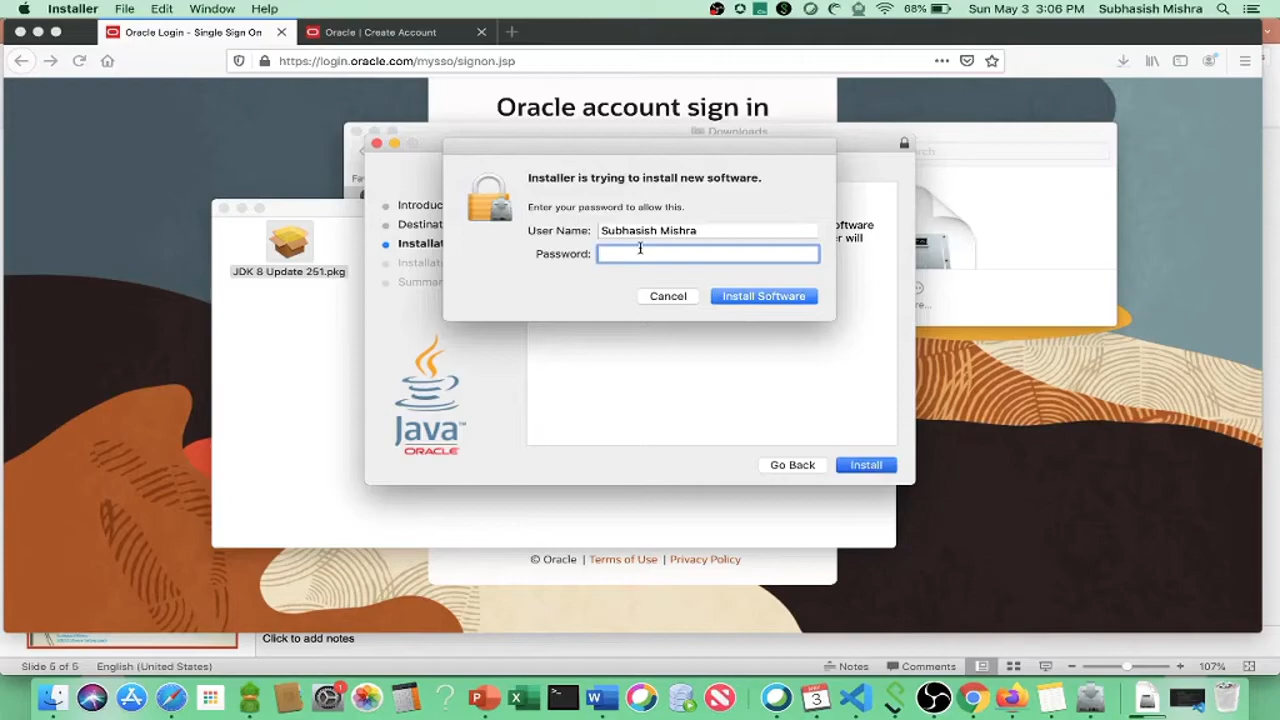 Installer File Edit Window Help
68% Sun May 3 3:06 PM Subhasish Mishra
Oracle Login - Single Sign On
Oracle | Create Account
https://login.oracle.com/mysso/signon.jsp
Oracle account sign in
Downloads
Installer is trying to install new software.
Enter your password to allow this.
User Name: Subhasish Mishra
Password:
Cancel
Install Software
Introduc
Destinat
Installat
Installat
Summar
oftware
er will
JDK 8 Update 251.pkg
Java™
ORACLE
Go Back
Install
© Oracle | Terms of Use | Privacy Policy
Click to add notes
Slide 5 of 5
English (United States)
Notes
Comments
107%